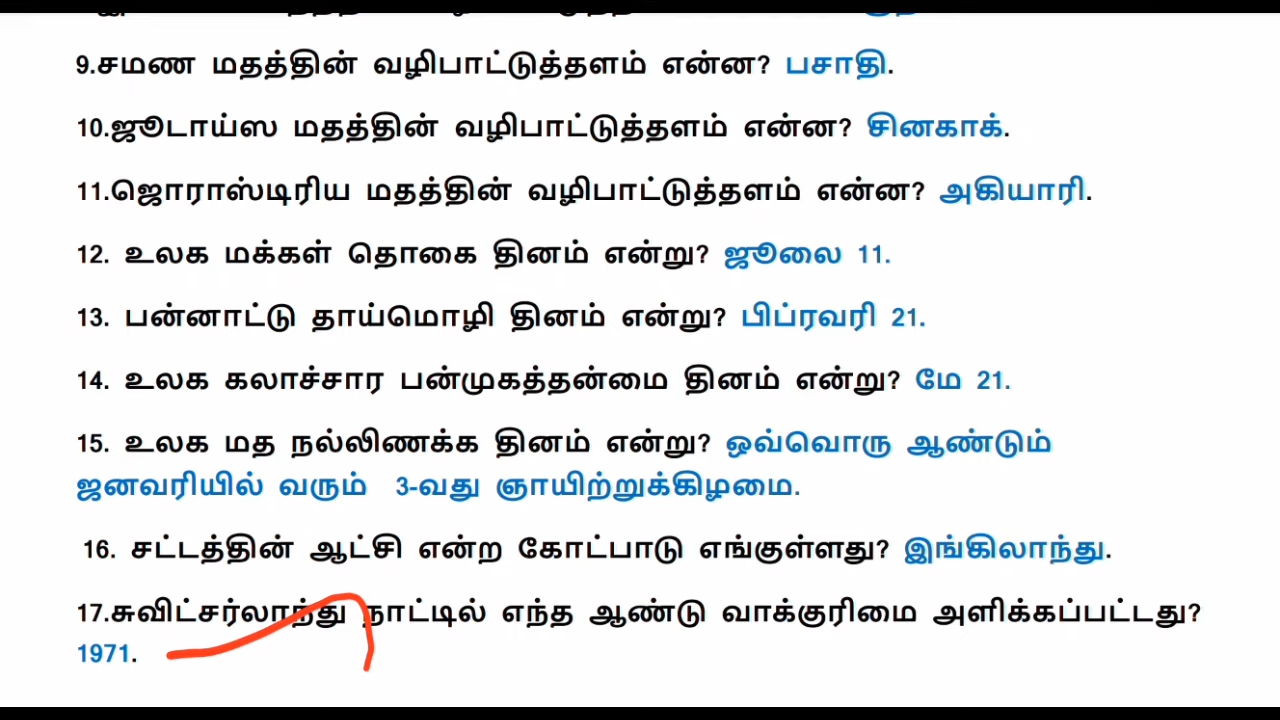 9.சமண மதத்தின் வழிபாட்டுத்தளம் என்ன? பசாதி.
10.ஜூடாய்ஸ மதத்தின் வழிபாட்டுத்தளம் என்ன? சினகாக்.
11.ஜொராஸ்டிரிய மதத்தின் வழிபாட்டுத்தளம் என்ன? அகியாரி.
12. உலக மக்கள் தொகை தினம் என்று? ஜூலை 11.
13. பன்னாட்டு தாய்மொழி தினம் என்று? பிப்ரவரி 21.
14. உலக கலாச்சார பன்முகத்தன்மை தினம் என்று? மே 21.
15. உலக மத நல்லிணக்க தினம் என்று? ஒவ்வொரு ஆண்டும்
ஜனவரியில் வரும் 3-வது ஞாயிற்றுக்கிழமை.
16. சட்டத்தின் ஆட்சி என்ற கோட்பாடு எங்குள்ளது? இங்கிலாந்து.
17.சுவிட்சர்லாந்து நாட்டில் எந்த ஆண்டு வாக்குரிமை அளிக்கப்பட்டது?
1971.